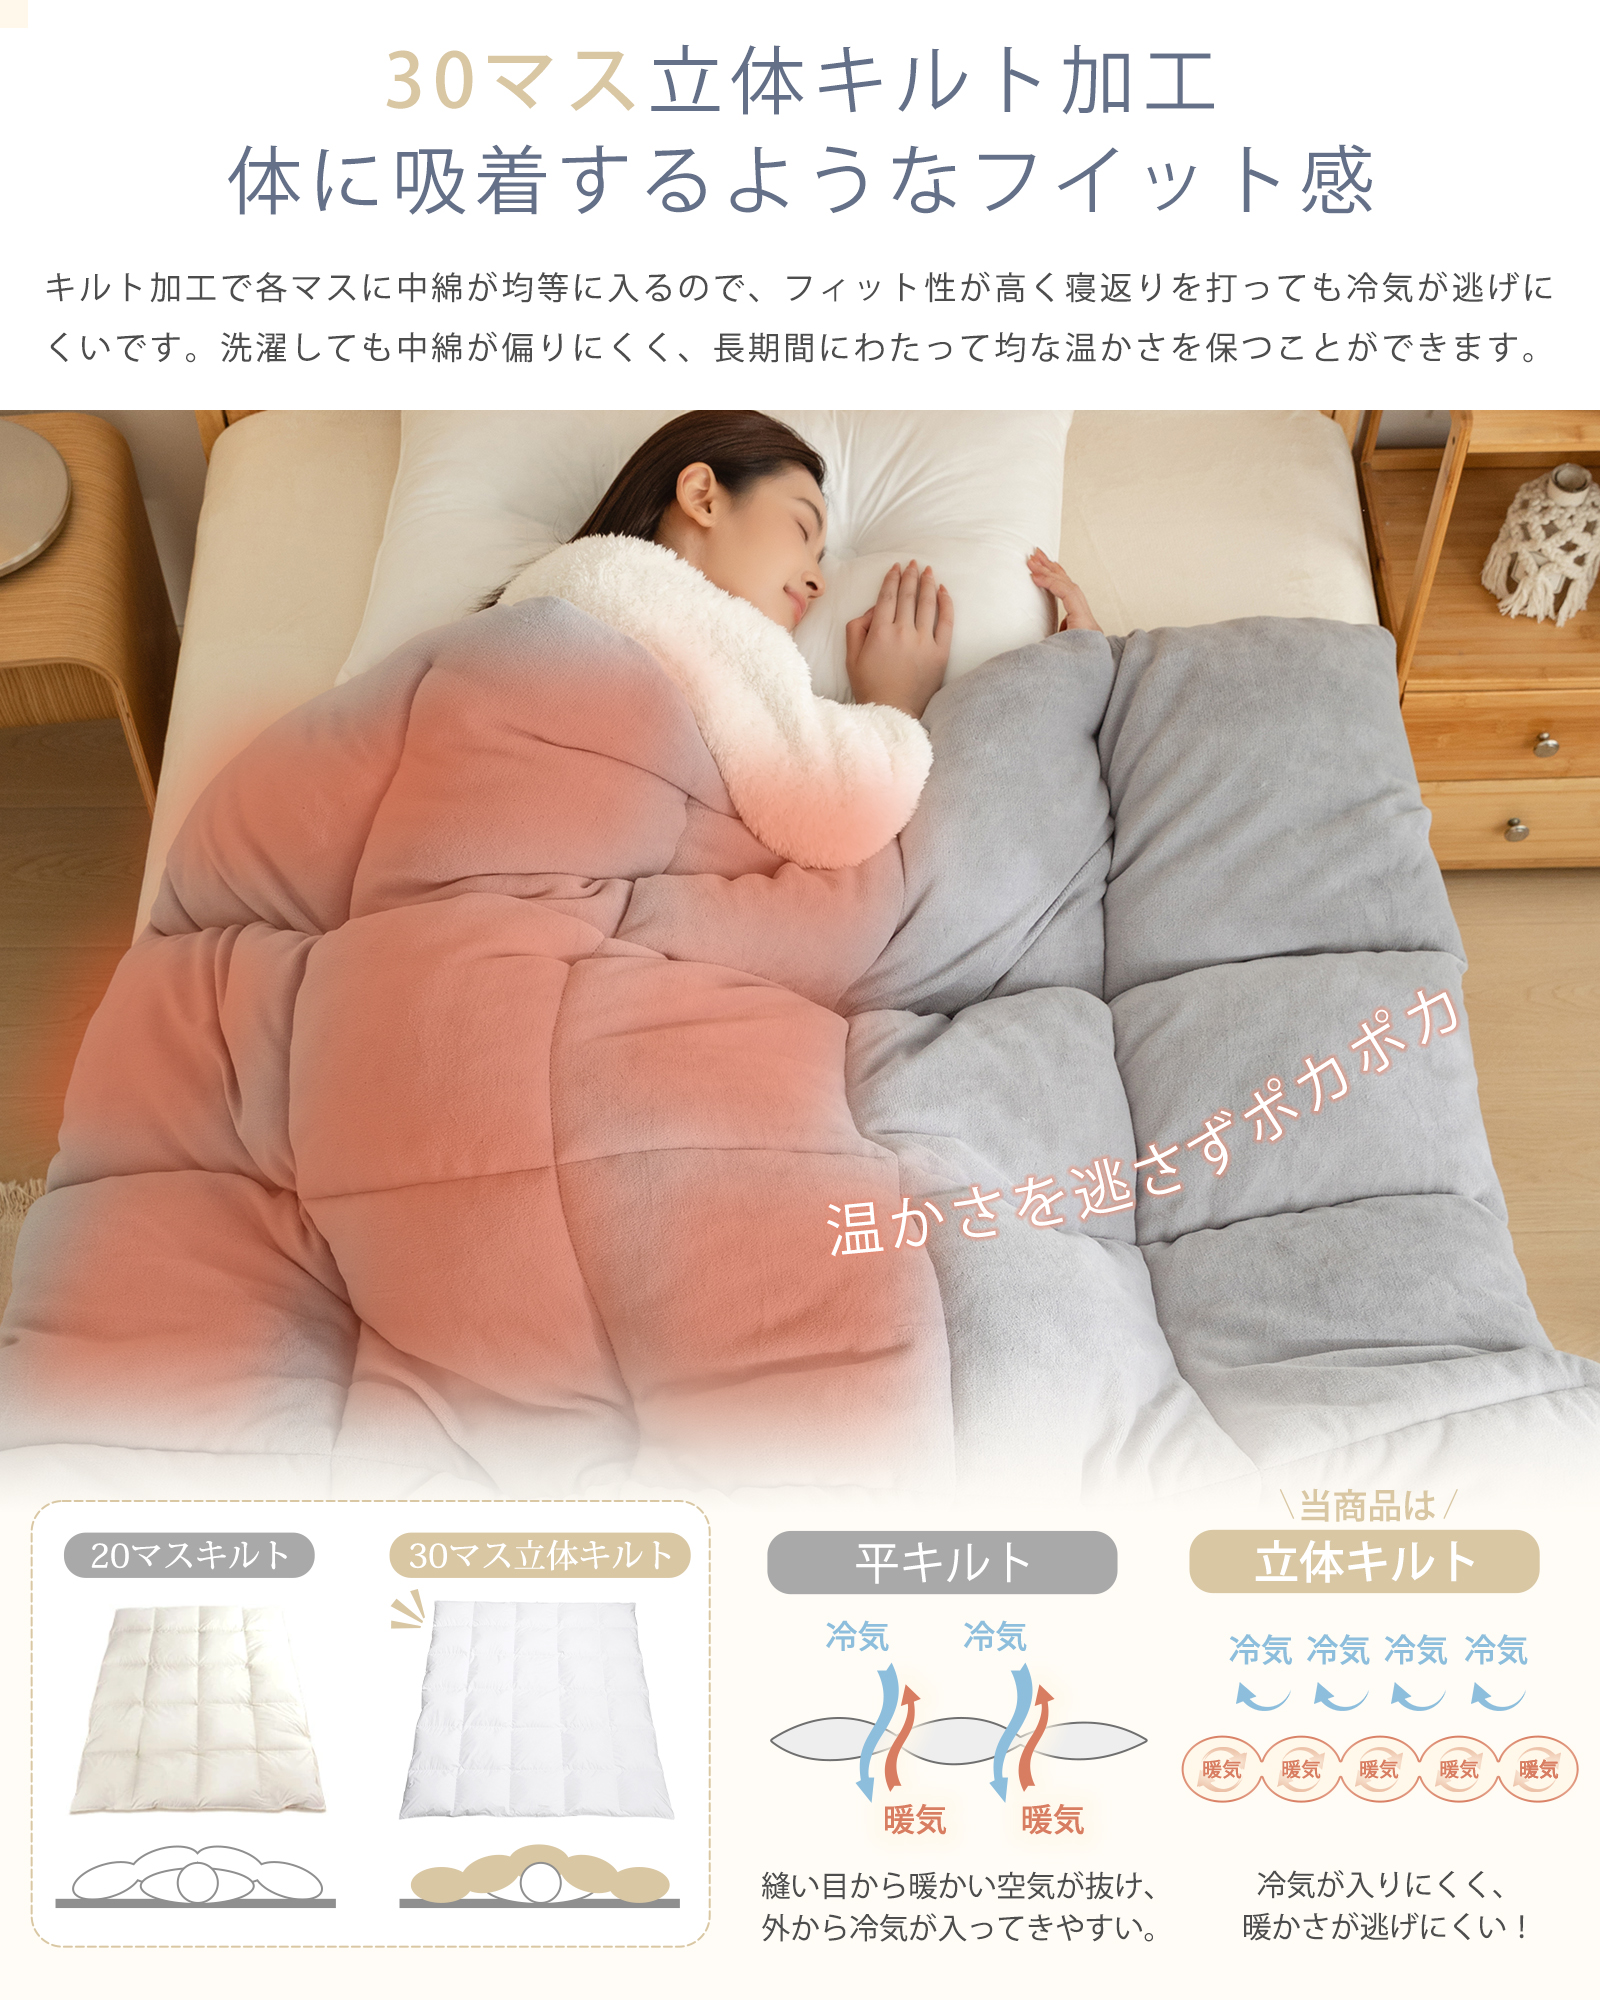 30マス立体キルト加工
体に吸着するようなフイット感
キルト加工で各マスに中綿が均等に入るので、フィット性が高く寝返りを打っても冷気が逃げに
くいです。洗濯しても中綿が偏りにくく、長期間にわたって均な温かさを保つことができます。
温かさを逃さずポカポカ
20マスキルト
30マス立体キルト
平キルト
冷気 冷気
暖気 暖気
縫い目から暖かい空気が抜け、
外から冷気が入ってきやすい。
\当商品は/
立体キルト
冷気 冷気 冷気 冷気
暖気 暖気 暖気 暖気 暖気
冷気が入りにくく、
暖かさが逃げにくい！